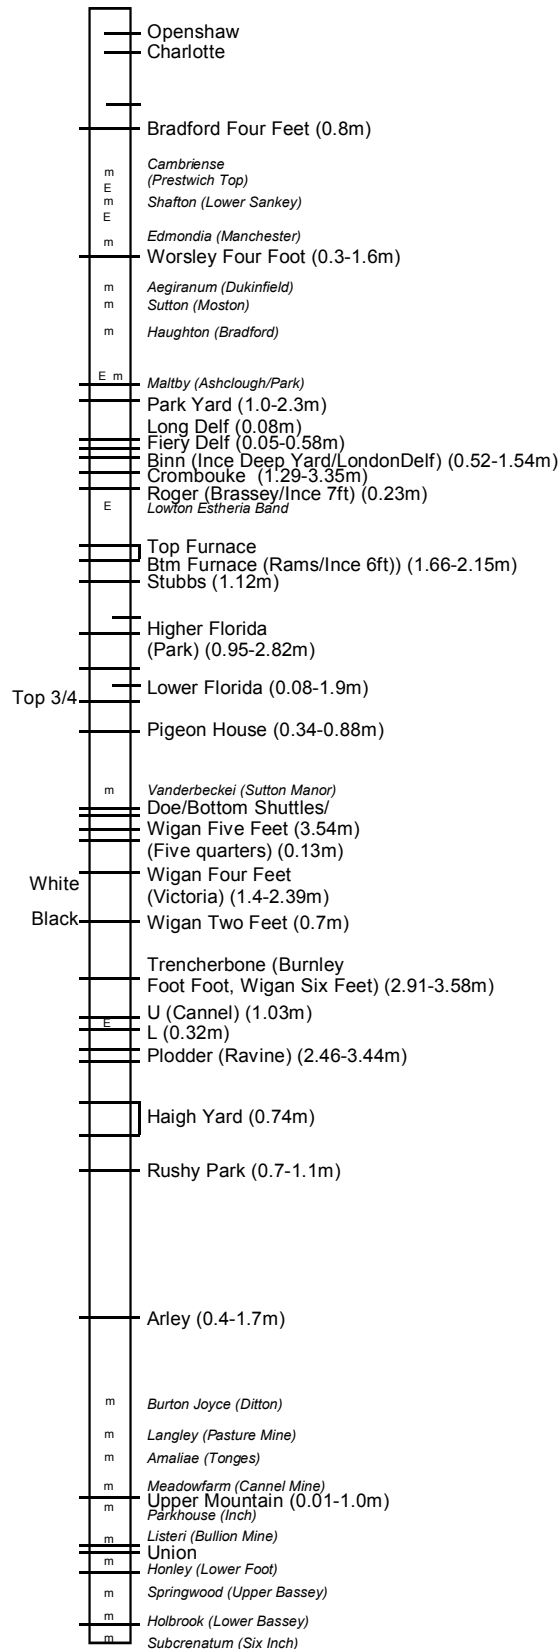 Openshaw
Charlotte
Bradford Four Feet (0.8m)
m Cambriense
(Prestwich Top)
E
m Shafton (Lower Sankey)
E
m Edmondia (Manchester)
Worsley Four Foot (0.3-1.6m)
m Aegiranum (Dukinfield)
m Sutton (Moston)
m Haughton (Bradford)
E m Maltby (Ashclough/Park)
Park Yard (1.0-2.3m)
Long Delf (0.08m)
Fiery Delf (0.05-0.58m)
Binn (Ince Deep Yard/LondonDelf) (0.52-1.54m)
Crombouke (1.29-3.35m)
Roger (Brassey/Ince 7ft) (0.23m)
E Lowton Estheria Band
Top Furnace
Btm Furnace (Rams/Ince 6ft)) (1.66-2.15m)
Stubbs (1.12m)
Higher Florida
(Park) (0.95-2.82m)
Lower Florida (0.08-1.9m)
Top 3/4
Pigeon House (0.34-0.88m)
m Vanderbeckei (Sutton Manor)
Doe/Bottom Shuttles/
Wigan Five Feet (3.54m)
(Five quarters) (0.13m)
Wigan Four Feet
White
(Victoria) (1.4-2.39m)
Black Wigan Two Feet (0.7m)
Trencherbone (Burnley
Foot Foot, Wigan Six Feet) (2.91-3.58m)
U (Cannel) (1.03m)
E
L (0.32m)
Plodder (Ravine) (2.46-3.44m)
Haigh Yard (0.74m)
Rushy Park (0.7-1.1m)
Arley (0.4-1.7m)
m Burton Joyce (Ditton)
m Langley (Pasture Mine)
m Amaliae (Tonges)
m Meadowfarm (Cannel Mine)
Upper Mountain (0.01-1.0m)
m Parkhouse (Inch)
m Listeri (Bullion Mine)
Union
m Honley (Lower Foot)
m Springwood (Upper Bassey)
m Holbrook (Lower Bassey)
m Subcrenatum (Six Inch)